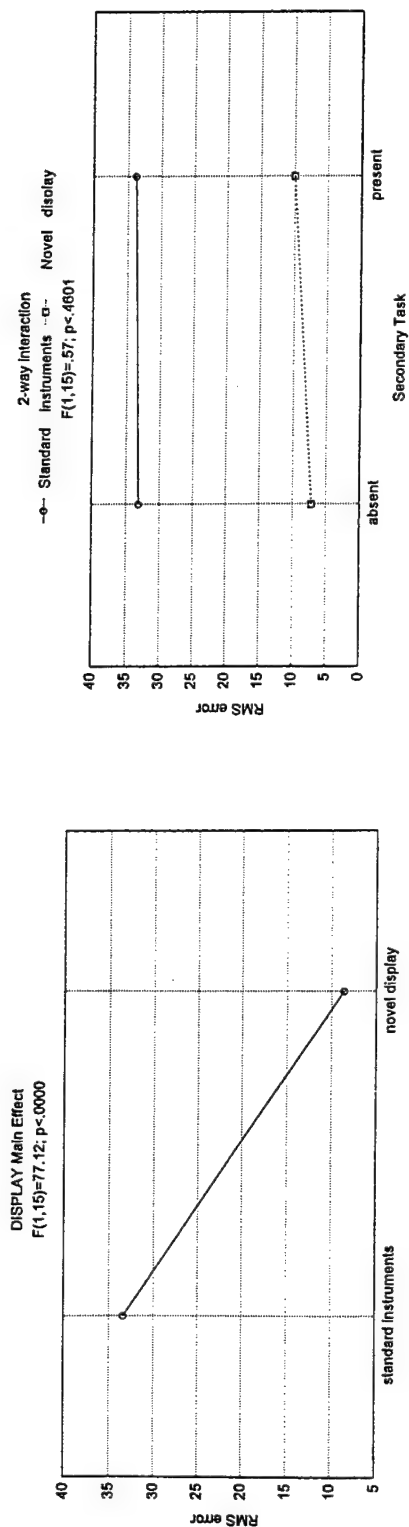 DISPLAY Main Effect
F(1,15)=77.12; p<.0000
RMS error
40
35
30
25
20
15
10
5
standard instruments
novel display
2-way interaction
Standard Instruments
Novel display
F(1,15)=.57; p<.4601
RMS error
40
35
30
25
20
15
10
5
0
absent
present
Secondary Task